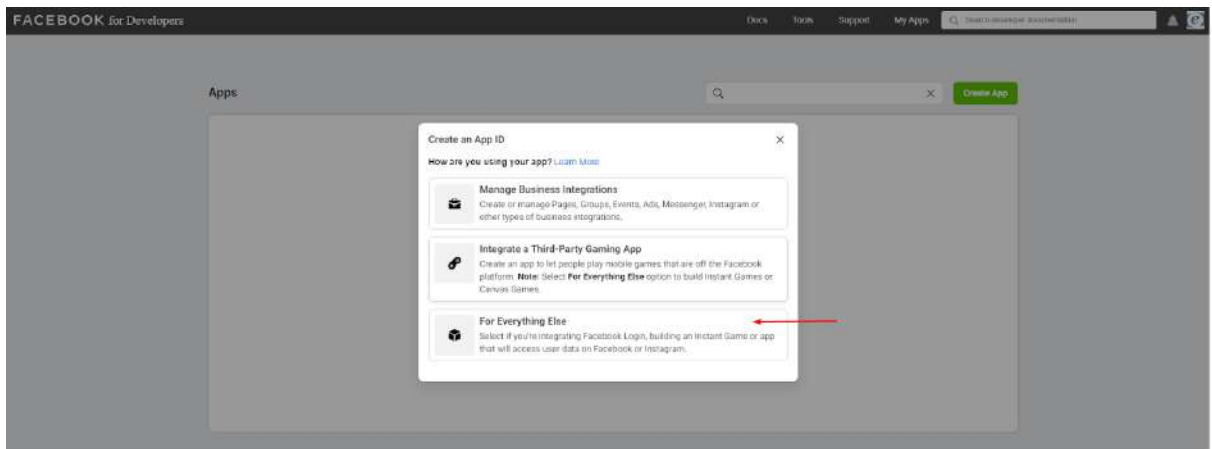 FACEBOOK for Developers
Docs Tools Support My Apps Search developer documentation
Apps
Create App
Create an App ID
How are you using your app? Learn More
Manage Business Integrations
Create or manage Pages, Groups, Events, Ads, Messenger, Instagram or
other types of business integrations.
Integrate a Third-Party Gaming App
Create an app to let people play mobile games that are off the Facebook
platform. Note: Select For Everything Else option to build Instant Games or
Canvas Games.
For Everything Else
Select if you're integrating Facebook Login, building an Instant Game or app
that will access user data on Facebook or Instagram.